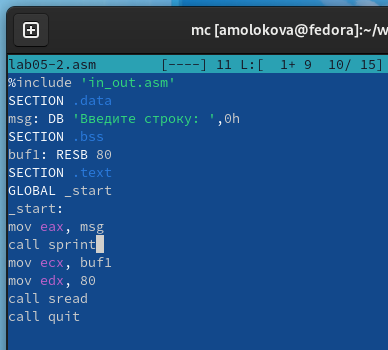 mc [amolokova@fedora]:~/w
lab05-2.asm [----] 11 L:[ 1+ 9 10/ 15]
%include 'in_out.asm'
SECTION .data
msg: DB 'Введите строку: ',0h
SECTION .bss
buf1: RESB 80
SECTION .text
GLOBAL _start
_start:
mov eax, msg
call sprint
mov ecx, buf1
mov edx, 80
call sread
call quit